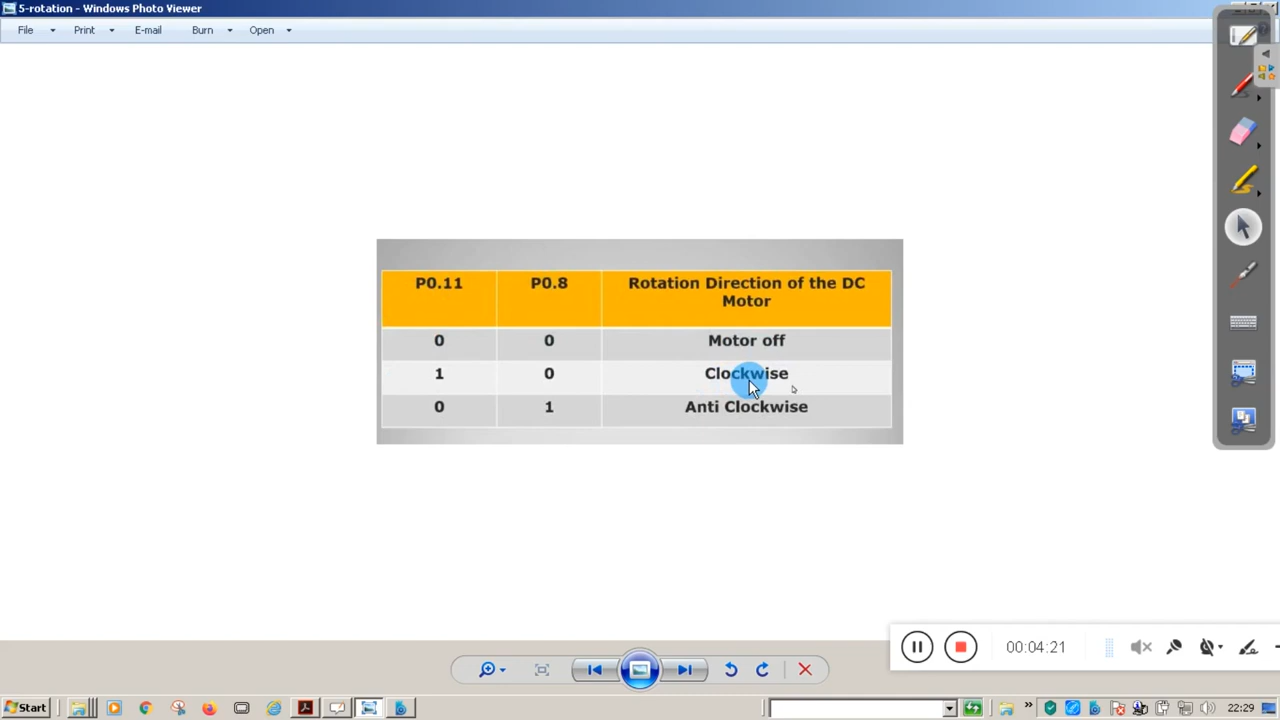 5-rotation - Windows Photo Viewer
File Print E-mail Burn Open
P0.11 P0.8 Rotation Direction of the DC
Motor
0 0 Motor off
1 0 Clockwise
0 1 Anti Clockwise
00:04:21
Start 22:29